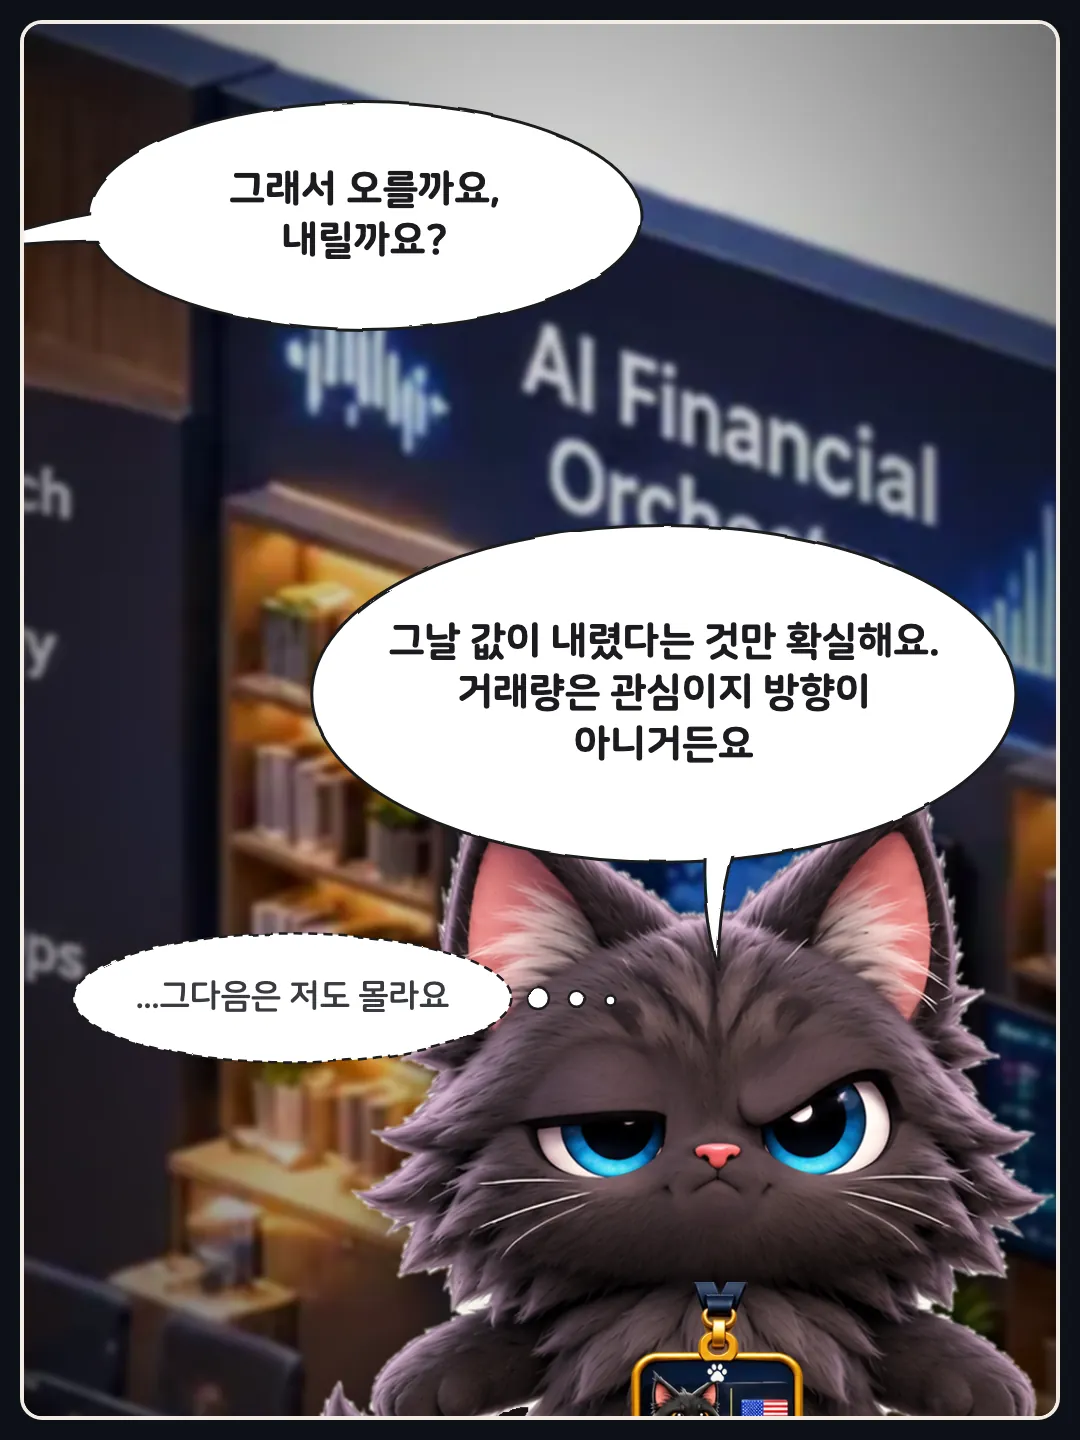 그래서 오를까요,
내릴까요?
AI Financial
ch
그날 값이 내렸다는 것만 확실해요.
거래량은 관심이지 방향이
아니거든요
y
ps
...그다음은 저도 몰라요